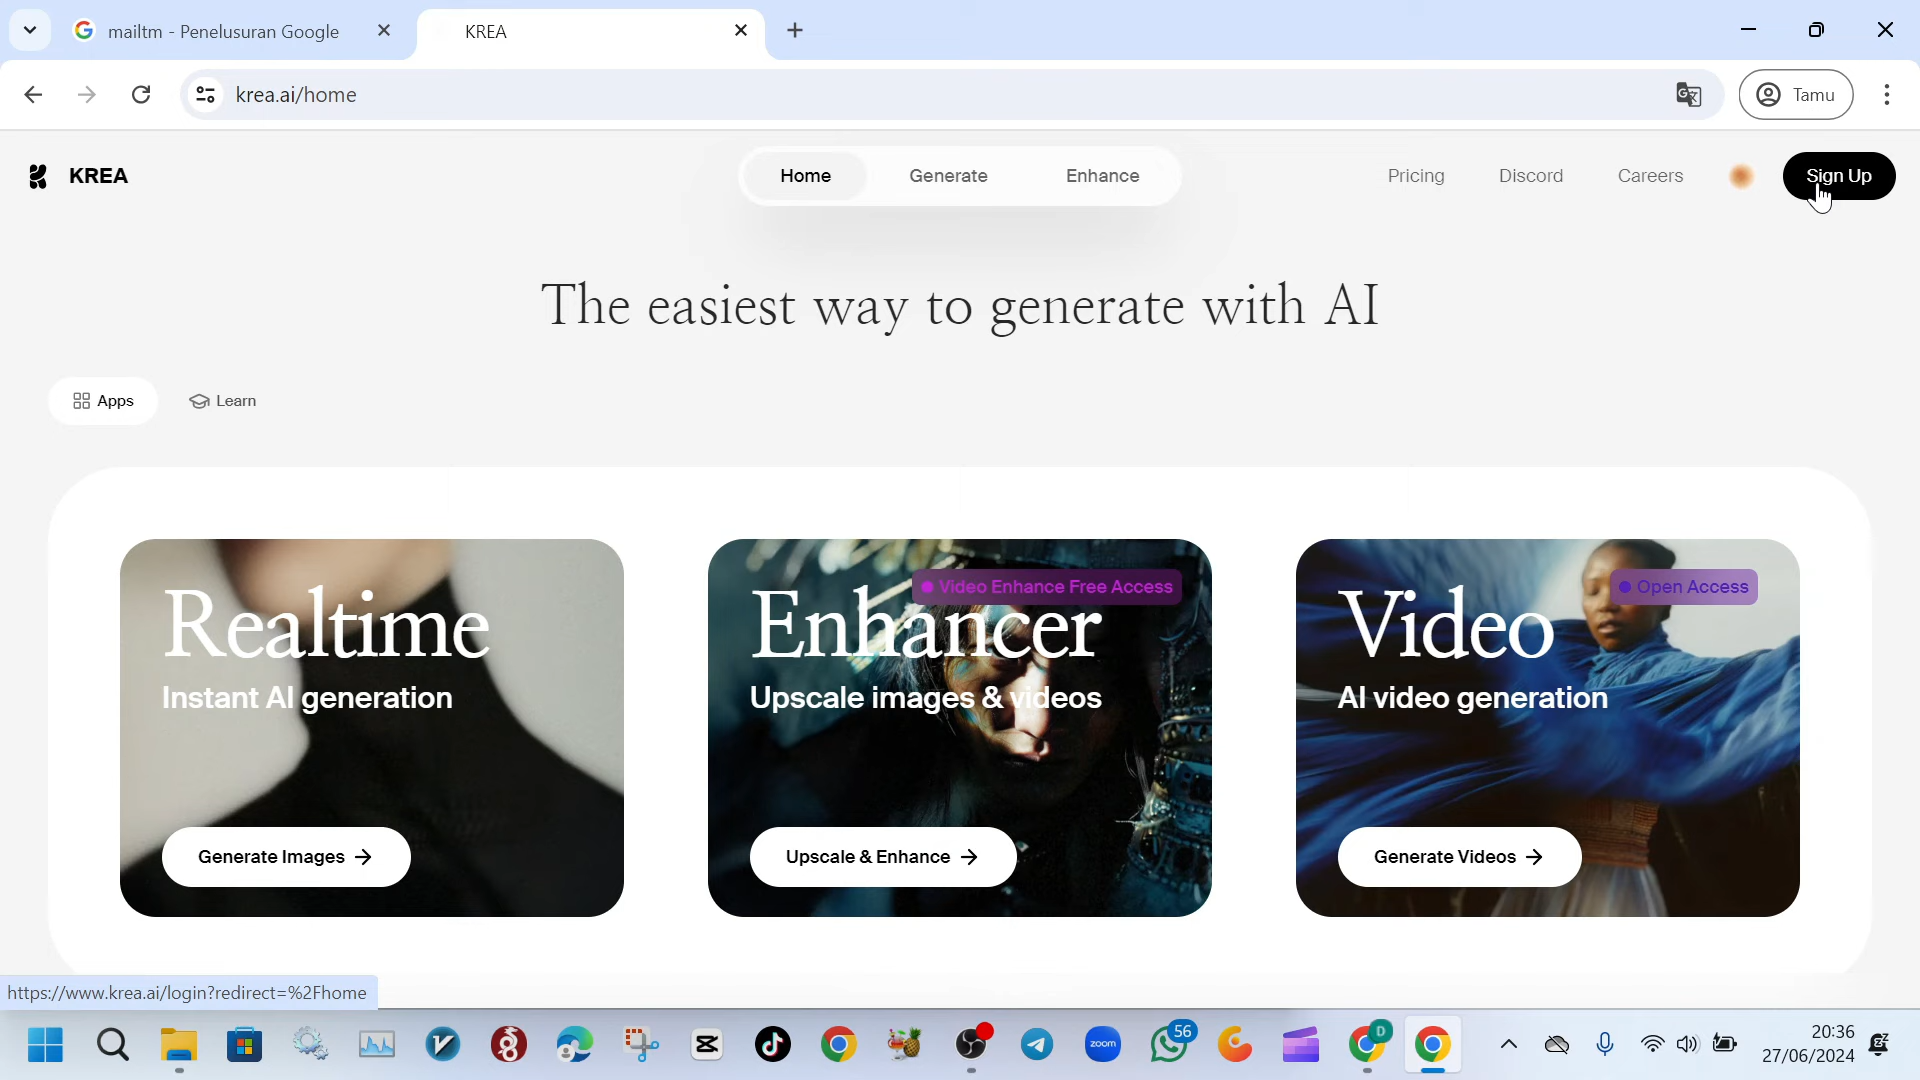 mailtm - Penelusuran Google
KREA
krea.ai/home
Tamu
KREA
Home
Generate
Enhance
Pricing
Discord
Careers
Sign Up
The easiest way to generate with AI
Apps
Learn
Realtime
Instant AI generation
Generate Images
Video Enhance Free Access
Enhancer
Upscale images & videos
Upscale & Enhance
Open Access
Video
AI video generation
Generate Videos
https://www.krea.ai/login?redirect=%2Fhome
zoom
56
D
20:36
27/06/2024